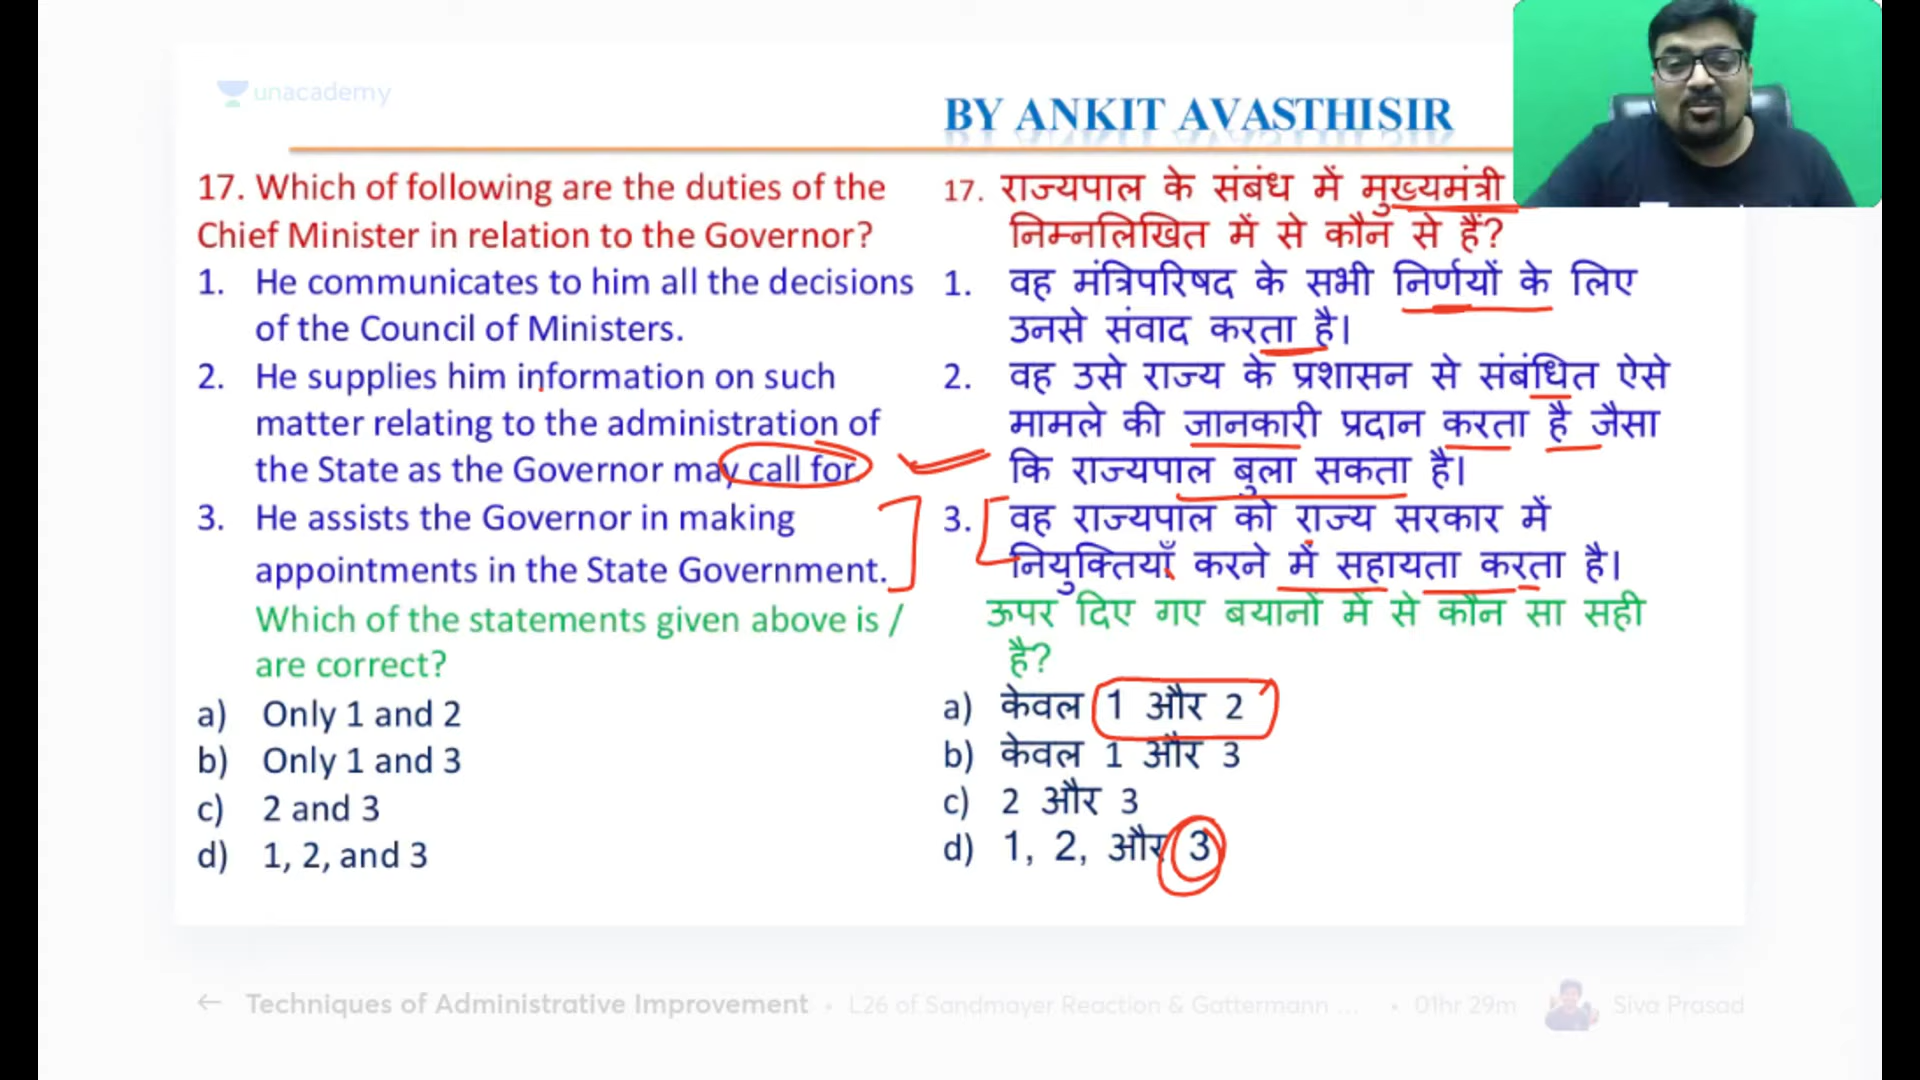 unacademy
BY ANKIT AVASTHI SIR
17. Which of following are the duties of the
Chief Minister in relation to the Governor?
1. He communicates to him all the decisions
of the Council of Ministers.
2. He supplies him information on such
matter relating to the administration of
the State as the Governor may call for.
3. He assists the Governor in making
appointments in the State Government.
Which of the statements given above is /
are correct?
a) Only 1 and 2
b) Only 1 and 3
c) 2 and 3
d) 1, 2, and 3
17. राज्यपाल के संबंध में मुख्यमंत्री
निम्नलिखित में से कौन से हैं?
1. वह मंत्रिपरिषद के सभी निर्णयों के लिए
उनसे संवाद करता है।
2. वह उसे राज्य के प्रशासन से संबंधित ऐसे
मामले की जानकारी प्रदान करता है जैसा
कि राज्यपाल बुला सकता है।
3. वह राज्यपाल को राज्य सरकार में
नियुक्तियाँ करने में सहायता करता है।
ऊपर दिए गए बयानों में से कौन सा सही
है?
a) केवल 1 और 2
b) केवल 1 और 3
c) 2 और 3
d) 1, 2, और 3
Techniques of Administrative Improvement • L26 of Sandmayer Reaction & Gattermann ... • 01hr 29m Siva Prasad